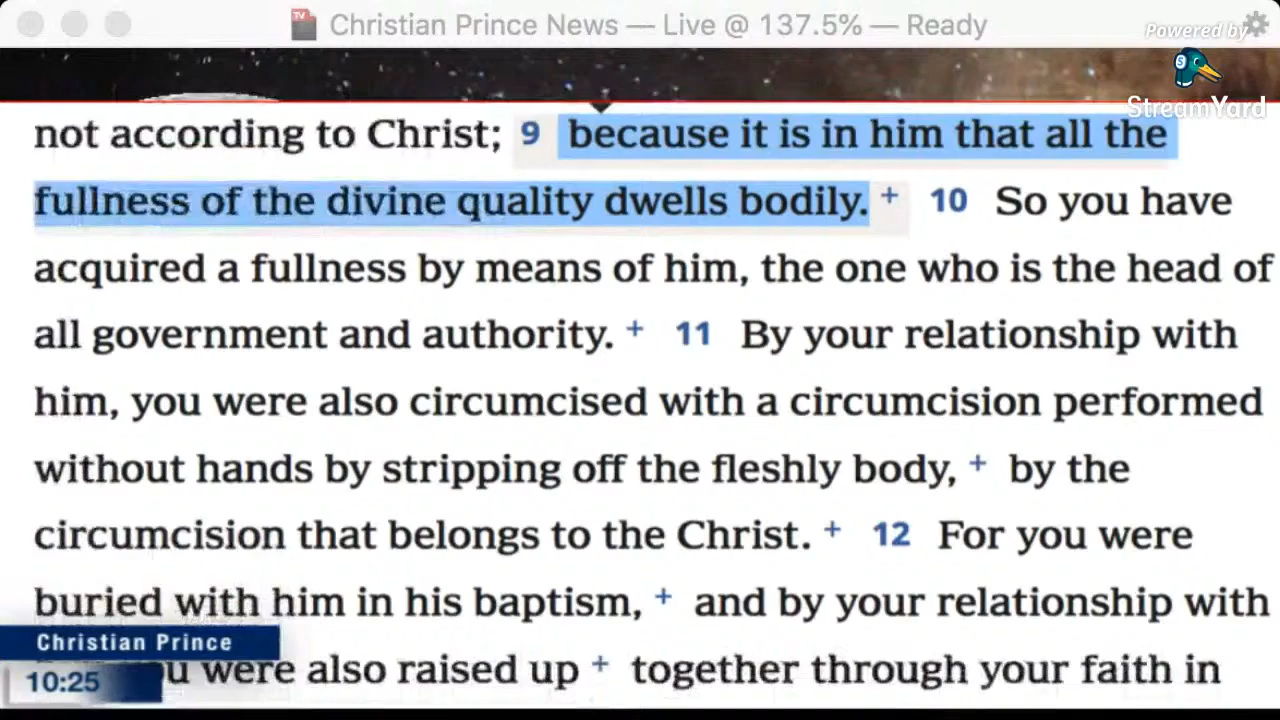 Christian Prince News — Live @ 137.5% — Ready
Powered by
StreamYard
not according to Christ; 9 because it is in him that all the
fullness of the divine quality dwells bodily. + 10 So you have
acquired a fullness by means of him, the one who is the head of
all government and authority. + 11 By your relationship with
him, you were also circumcised with a circumcision performed
without hands by stripping off the fleshly body, + by the
circumcision that belongs to the Christ. + 12 For you were
buried with him in his baptism, + and by your relationship with
were also raised up + together through your faith in
Christian Prince
10:25